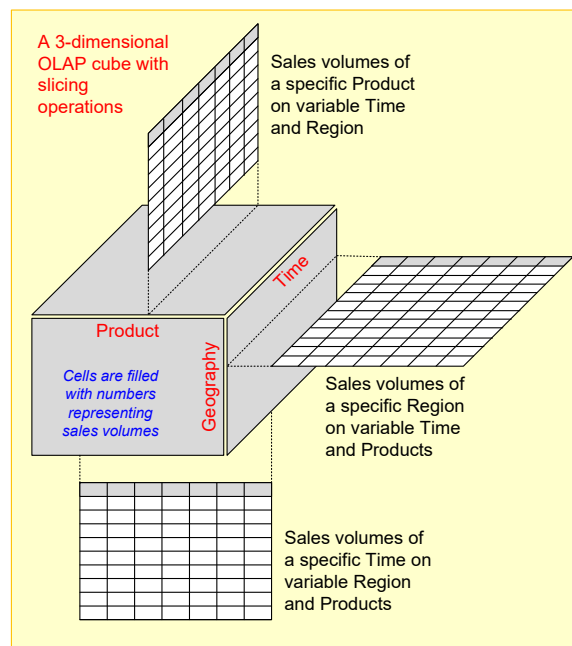 A 3-dimensional
OLAP cube with
slicing
operations
Sales volumes of
a specific Product
on variable Time
and Region
Product
Time
Geography
Cells are filled
with numbers
representing
sales volumes
Sales volumes of
a specific Region
on variable Time
and Products
Sales volumes of
a specific Time on
variable Region
and Products